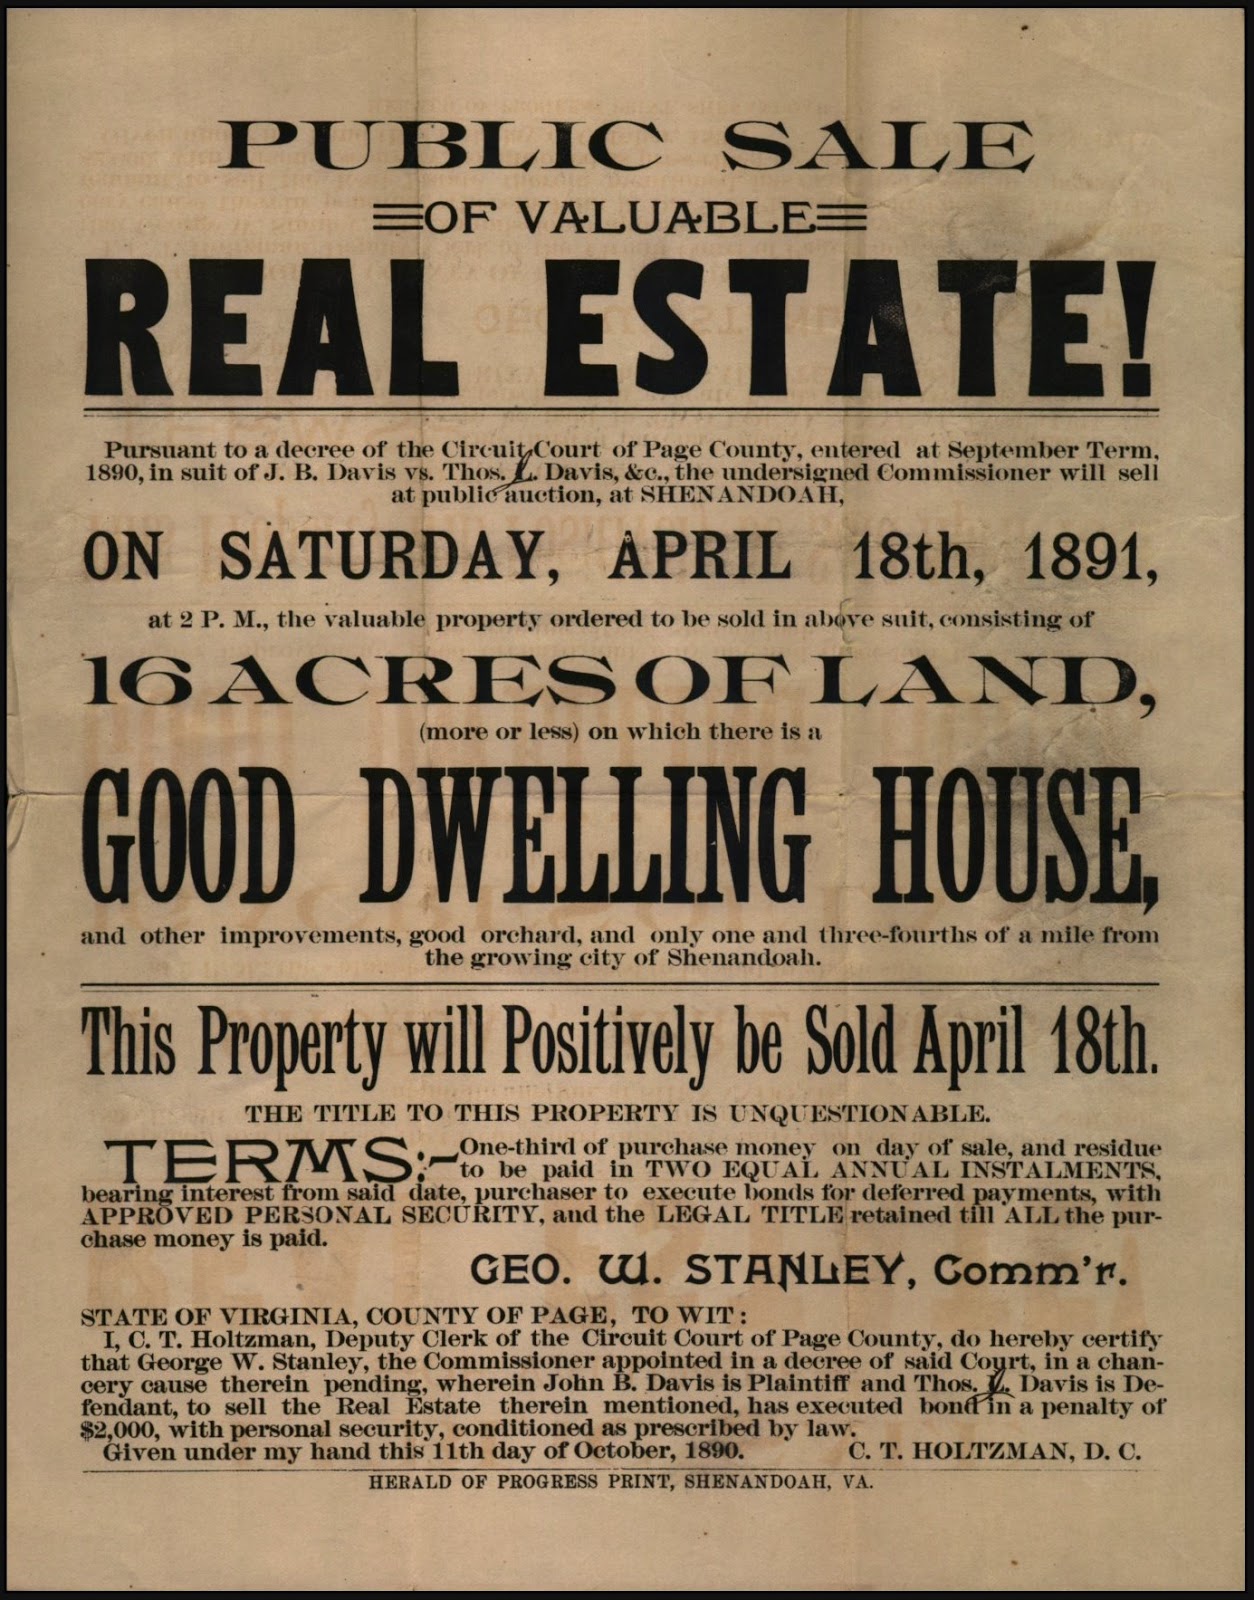 PUBLIC SALE
OF VALUABLE
REAL ESTATE!
Pursuant to a decree of the Circuit Court of Page County, entered at September Term,
1890, in suit of J. B. Davis vs. Thos. L. Davis, &c., the undersigned Commissioner will sell
at public auction, at SHENANDOAH,
ON SATURDAY, APRIL 18th, 1891,
at 2 P. M., the valuable property ordered to be sold in above suit, consisting of
16 ACRES OF LAND,
(more or less) on which there is a
GOOD DWELLING HOUSE,
and other improvements, good orchard, and only one and three-fourths of a mile from
the growing city of Shenandoah.
This Property will Positively be Sold April 18th.
THE TITLE TO THIS PROPERTY IS UNQUESTIONABLE.
TERMS:—One-third of purchase money on day of sale, and residue
to be paid in TWO EQUAL ANNUAL INSTALMENTS,
bearing interest from said date, purchaser to execute bonds for deferred payments, with
APPROVED PERSONAL SECURITY, and the LEGAL TITLE retained till ALL the pur-
chase money is paid.
GEO. W. STANLEY, Comm'r.
STATE OF VIRGINIA, COUNTY OF PAGE, TO WIT:
I, C. T. Holtzman, Deputy Clerk of the Circuit Court of Page County, do hereby certify
that George W. Stanley, the Commissioner appointed in a decree of said Court, in a chan-
cery cause therein pending, wherein John B. Davis is Plaintiff and Thos. L. Davis is De-
fendant, to sell the Real Estate therein mentioned, has executed bond in a penalty of
$2,000, with personal security, conditioned as prescribed by law.
Given under my hand this 11th day of October, 1890. C. T. HOLTZMAN, D. C.
HERALD OF PROGRESS PRINT, SHENANDOAH, VA.